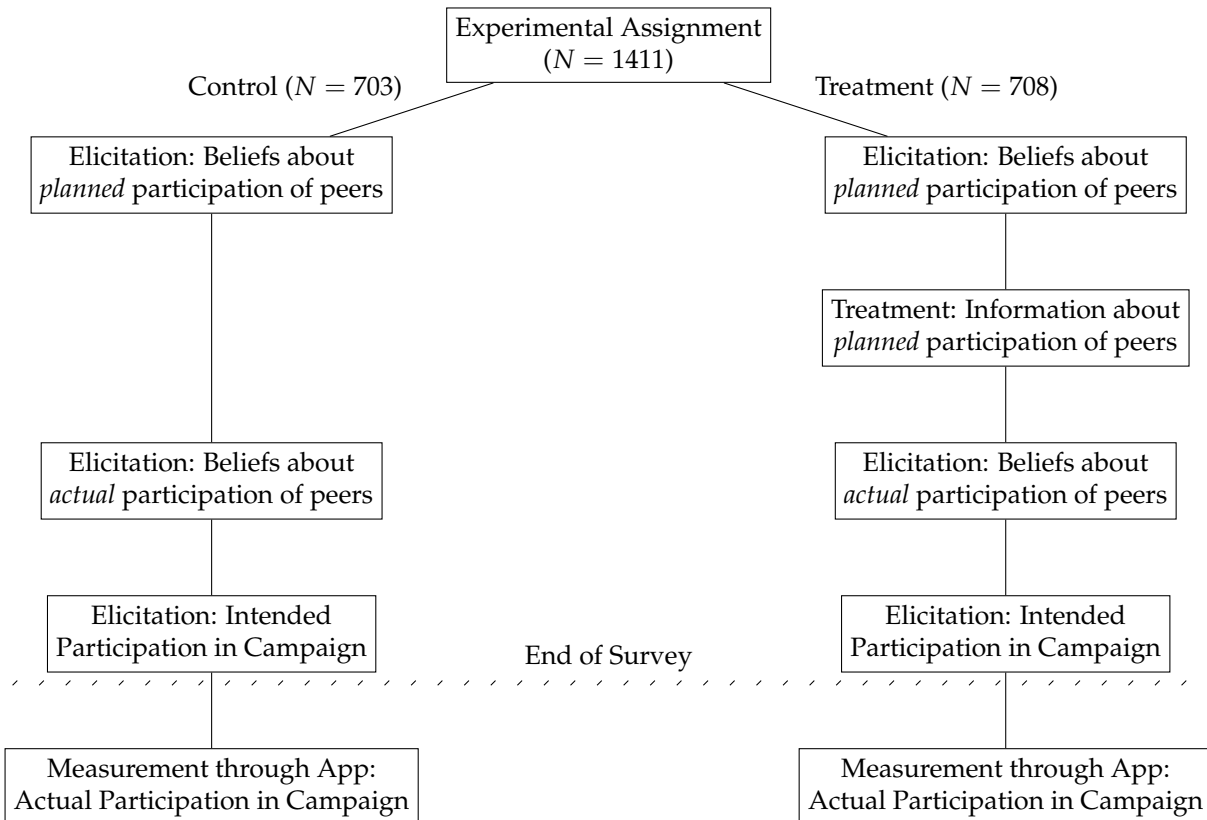 Experimental Assignment
(N = 1411)
Control (N = 703)
Treatment (N = 708)
Elicitation: Beliefs about
planned participation of peers
Elicitation: Beliefs about
planned participation of peers
Treatment: Information about
planned participation of peers
Elicitation: Beliefs about
actual participation of peers
Elicitation: Beliefs about
actual participation of peers
Elicitation: Intended
Participation in Campaign
Elicitation: Intended
Participation in Campaign
End of Survey
Measurement through App:
Actual Participation in Campaign
Measurement through App:
Actual Participation in Campaign